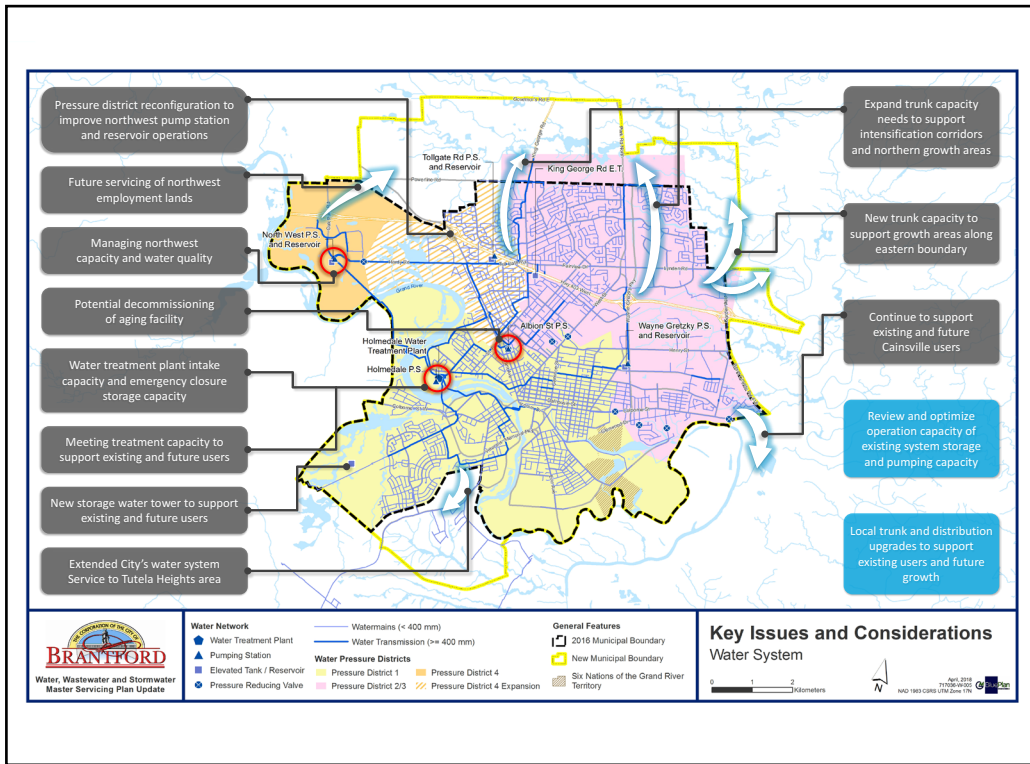 Pressure district reconfiguration to
improve northwest pump station
and reservoir operations
Future servicing of northwest
employment lands
Managing northwest
capacity and water quality
Potential decommissioning
of aging facility
Water treatment plant intake
capacity and emergency closure
storage capacity
Meeting treatment capacity to
support existing and future users
New storage water tower to support
existing and future users
Extended City's water system
Service to Tutela Heights area
Tollgate Rd P.S.
and Reservoir
King George Rd E.T.
North West P.S.
and Reservoir
Albion St P.S.
Wayne Gretzky P.S.
and Reservoir
Holmedale Water
Treatment Plant
Holmedale P.S.
Grand River
Expand trunk capacity
needs to support
intensification corridors
and northern growth areas
New trunk capacity to
support growth areas along
eastern boundary
Continue to support
existing and future
Cainsville users
Review and optimize
operation capacity of
existing system storage
and pumping capacity
Local trunk and distribution
upgrades to support
existing users and future
growth
THE CORPORATION OF THE CITY OF
BRANTFORD
Water, Wastewater and Stormwater
Master Servicing Plan Update
Water Network
Water Treatment Plant
Pumping Station
Elevated Tank / Reservoir
Pressure Reducing Valve
Watermains (< 400 mm)
Water Transmission (>= 400 mm)
Water Pressure Districts
Pressure District 1
Pressure District 2/3
Pressure District 4
Pressure District 4 Expansion
General Features
2016 Municipal Boundary
New Municipal Boundary
Six Nations of the Grand River
Territory
Key Issues and Considerations
Water System
0 1 2
Kilometers
N
April, 2018
717036-W-005
NAD 1983 CSRS UTM Zone 17N
BluePlan